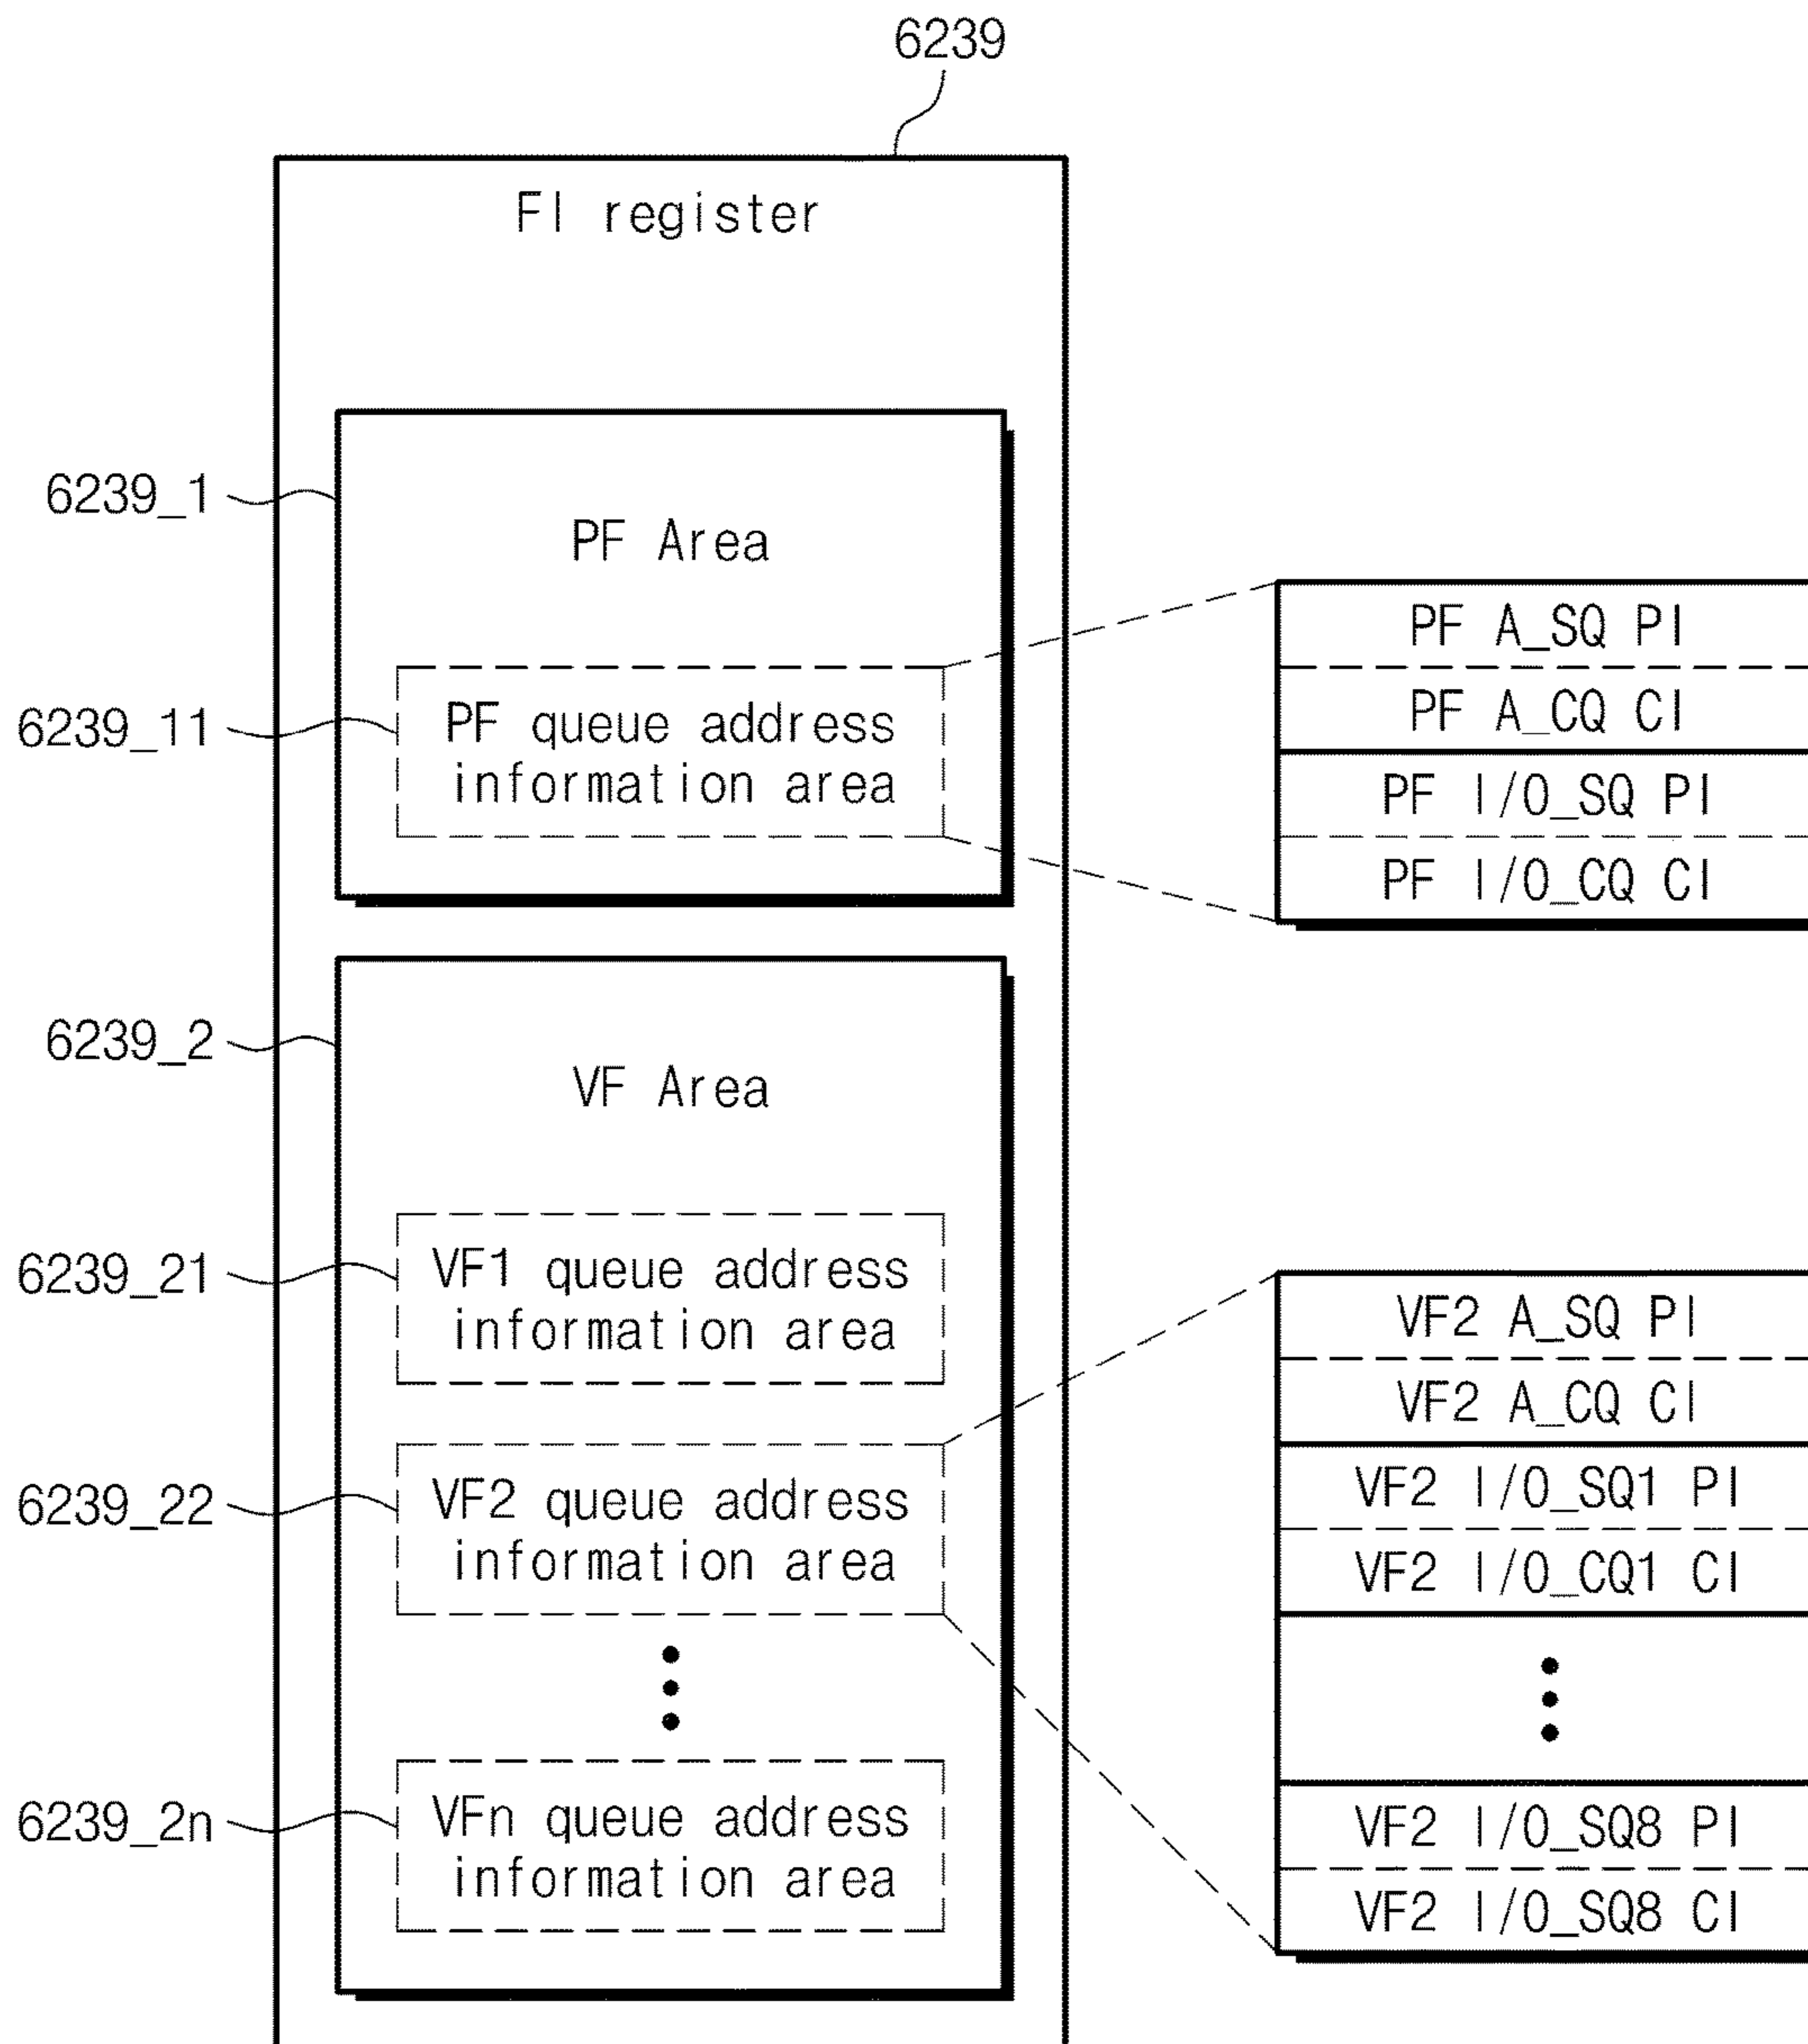 6239
FI register
6239_1
PF Area
6239_11
PF queue address
information area
PF A_SQ PI
PF A_CQ CI
PF I/O_SQ PI
PF I/O_CQ CI
6239_2
VF Area
6239_21
VF1 queue address
information area
6239_22
VF2 queue address
information area
6239_2n
VFn queue address
information area
VF2 A_SQ PI
VF2 A_CQ CI
VF2 I/O_SQ1 PI
VF2 I/O_CQ1 CI
VF2 I/O_SQ8 PI
VF2 I/O_SQ8 CI